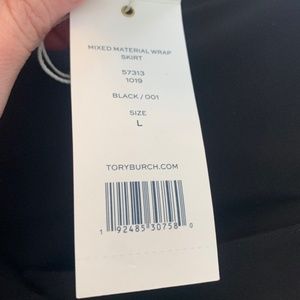 MIXED MATERIAL WRAP
SKIRT
57313
1019
BLACK / 001
SIZE
L
TORYBURCH.COM
1 92485 30758 0